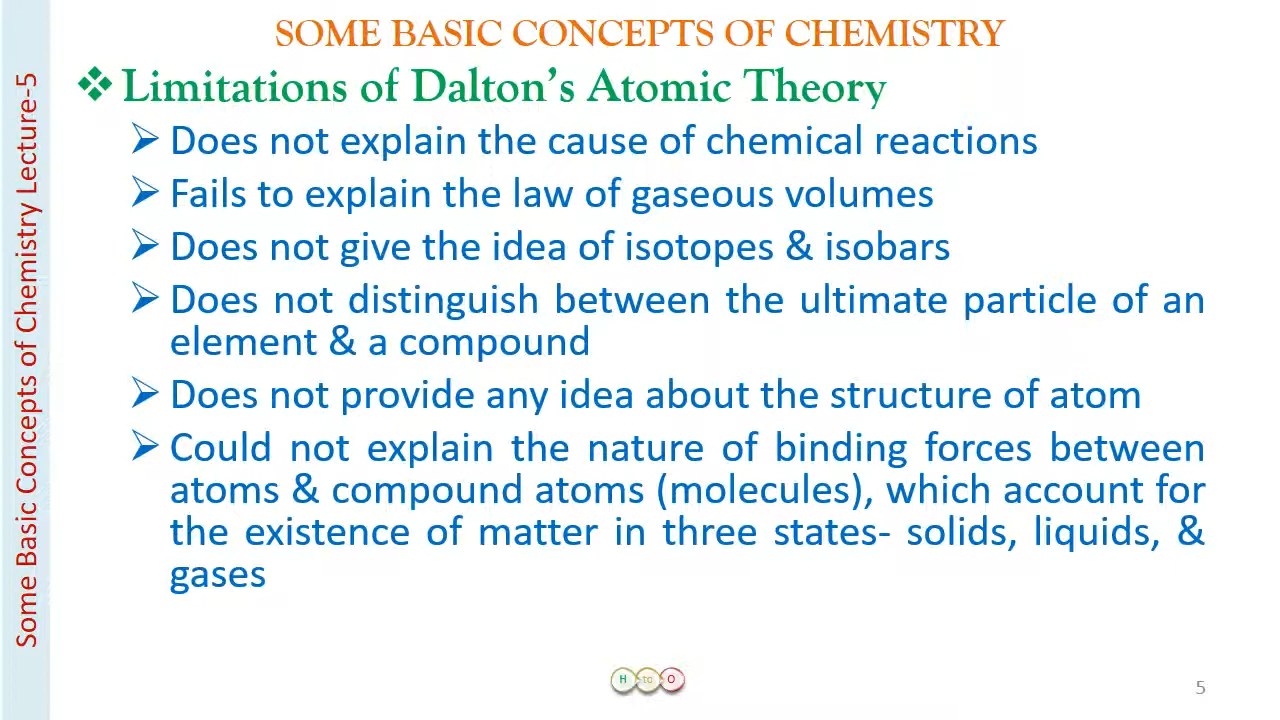 SOME BASIC CONCEPTS OF CHEMISTRY
Some Basic Concepts of Chemistry Lecture-5
❖ Limitations of Dalton's Atomic Theory
➢ Does not explain the cause of chemical reactions
➢ Fails to explain the law of gaseous volumes
➢ Does not give the idea of isotopes & isobars
➢ Does not distinguish between the ultimate particle of an
element & a compound
➢ Does not provide any idea about the structure of atom
➢ Could not explain the nature of binding forces between
atoms & compound atoms (molecules), which account for
the existence of matter in three states- solids, liquids, &
gases
H to O
5